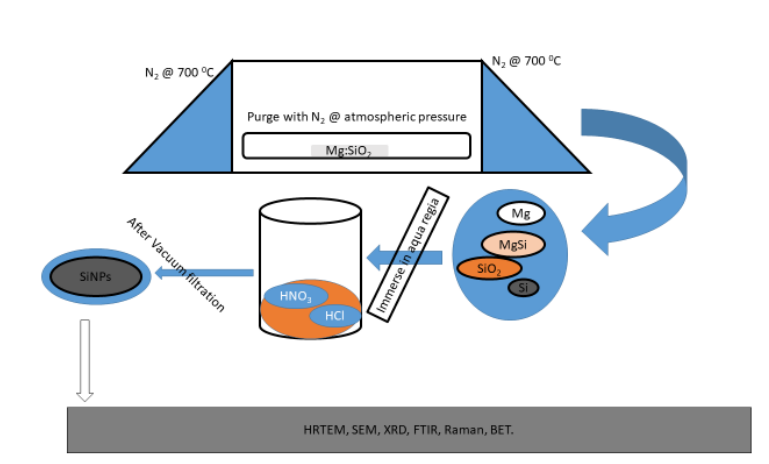 N₂ @ 700 ⁰C
N₂ @ 700 ⁰C
Purge with N₂ @ atmospheric pressure
Mg:SiO₂
Mg
MgSi
SiO₂
Si
Immerse in aqua regia
HNO₃
HCl
After Vacuum filtration
SiNPs
HRTEM, SEM, XRD, FTIR, Raman, BET.